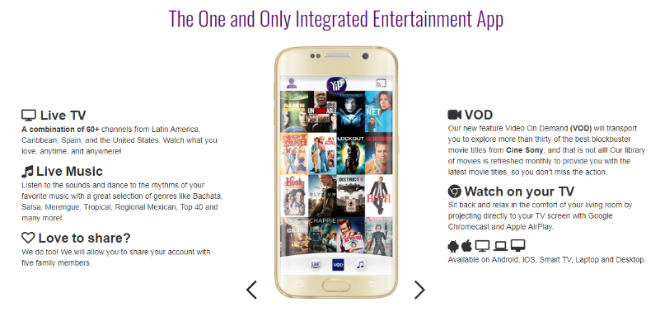 The One and Only Integrated Entertainment App
Live TV
A combination of 60+ channels from Latin America,
Caribbean, Spain, and the United States. Watch what you
love, anytime, and anywhere!
Live Music
Listen to the sounds and dance to the rhythms of your
favorite music with a great selection of genres like Bachata,
Salsa, Merengue, Tropical, Regional Mexican, Top 40 and
many more!
Love to share?
We do too! We will allow you to share your account with
five family members.
THE NET
LOCKOUT
DISTRICT 9
CHAPPIE
LIVE
VOD
VOD
Our new feature Video On Demand (VOD) will transport
you to explore more than thirty of the best blockbuster
movie titles from Cine Sony, and that is not all! Our library
of movies is refreshed monthly to provide you with the
latest movie titles, so you don't miss the action.
Watch on your TV
Sit back and relax in the comfort of your living room by
projecting directly to your TV screen with Google
Chromecast and Apple AirPlay.
Available on Android, iOS, Smart TV, Laptop and Desktop.